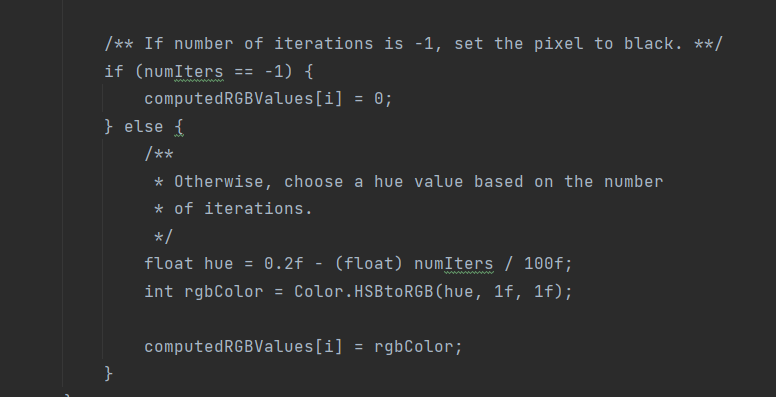 /** If number of iterations is -1, set the pixel to black. **/
if (numIters == -1) {
    computedRGBValues[i] = 0;
} else {
    /**
     * Otherwise, choose a hue value based on the number
     * of iterations.
     */
    float hue = 0.2f - (float) numIters / 100f;
    int rgbColor = Color.HSBtoRGB(hue, 1f, 1f);

    computedRGBValues[i] = rgbColor;
}